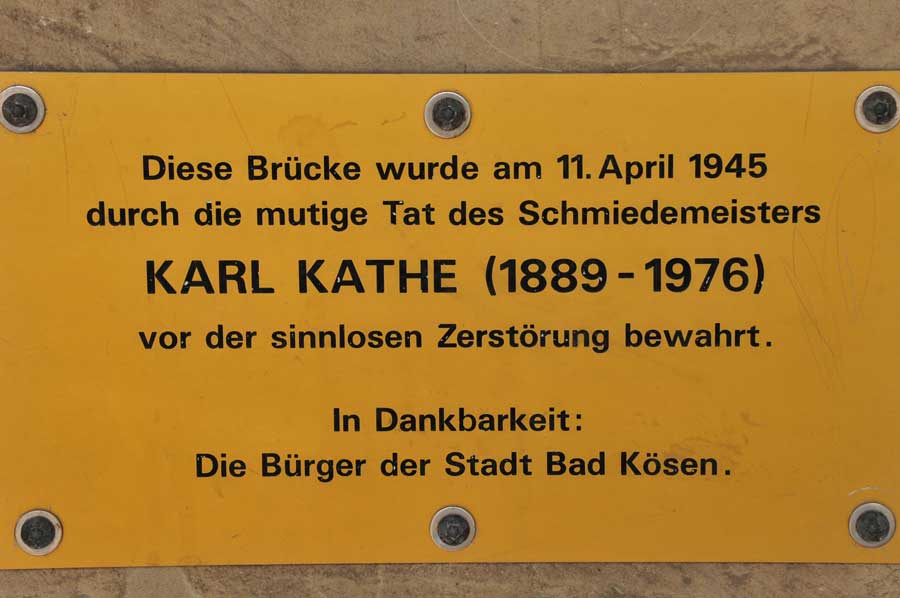 Diese Brücke wurde am 11. April 1945
durch die mutige Tat des Schmiedemeisters
KARL KATHE (1889 - 1976)
vor der sinnlosen Zerstörung bewahrt.
In Dankbarkeit:
Die Bürger der Stadt Bad Kösen.